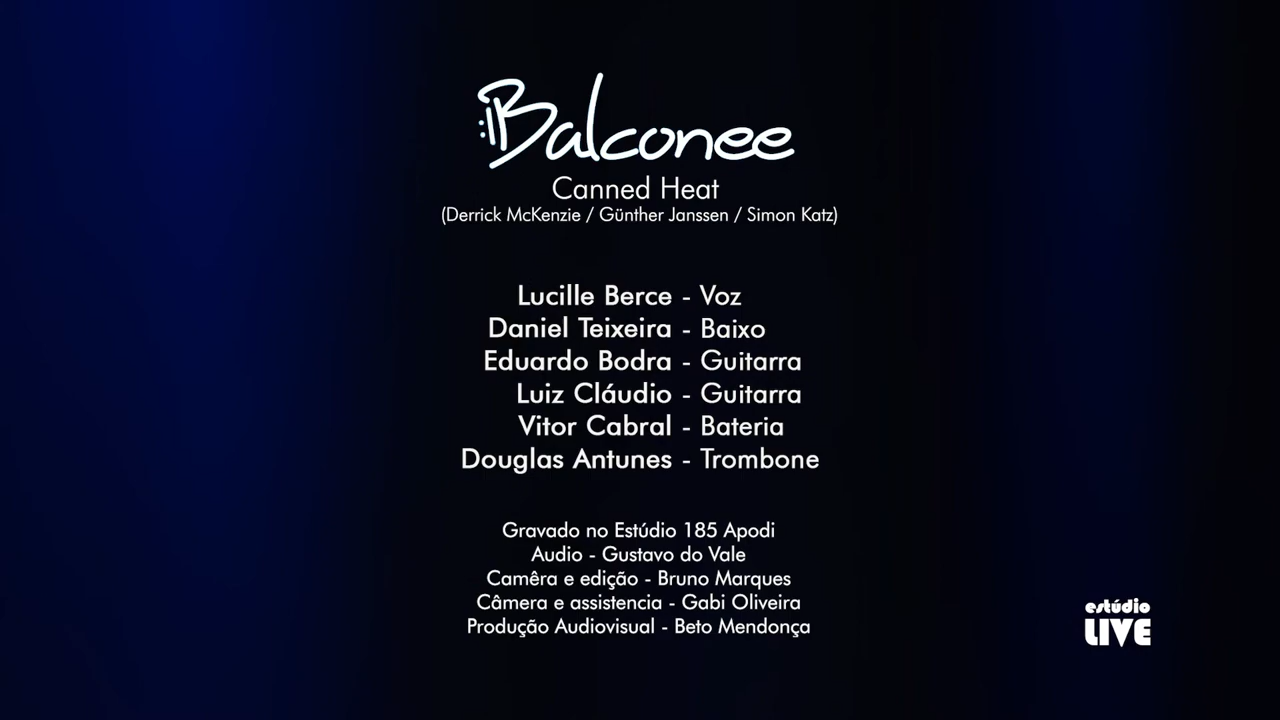 Balconee
Canned Heat
(Derrick McKenzie / Günther Janssen / Simon Katz)
Lucille Berce - Voz
Daniel Teixeira - Baixo
Eduardo Bodra - Guitarra
Luiz Cláudio - Guitarra
Vitor Cabral - Bateria
Douglas Antunes - Trombone
Gravado no Estúdio 185 Apodi
Audio - Gustavo do Vale
Camêra e edição - Bruno Marques
Câmera e assistencia - Gabi Oliveira
Produção Audiovisual - Beto Mendonça
estúdio
LIVE